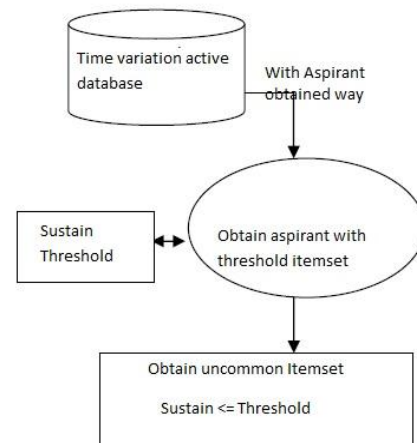 Time variation active
database
With Aspirant
obtained way
Sustain
Threshold
Obtain aspirant with
threshold itemset
Obtain uncommon Itemset
Sustain <= Threshold